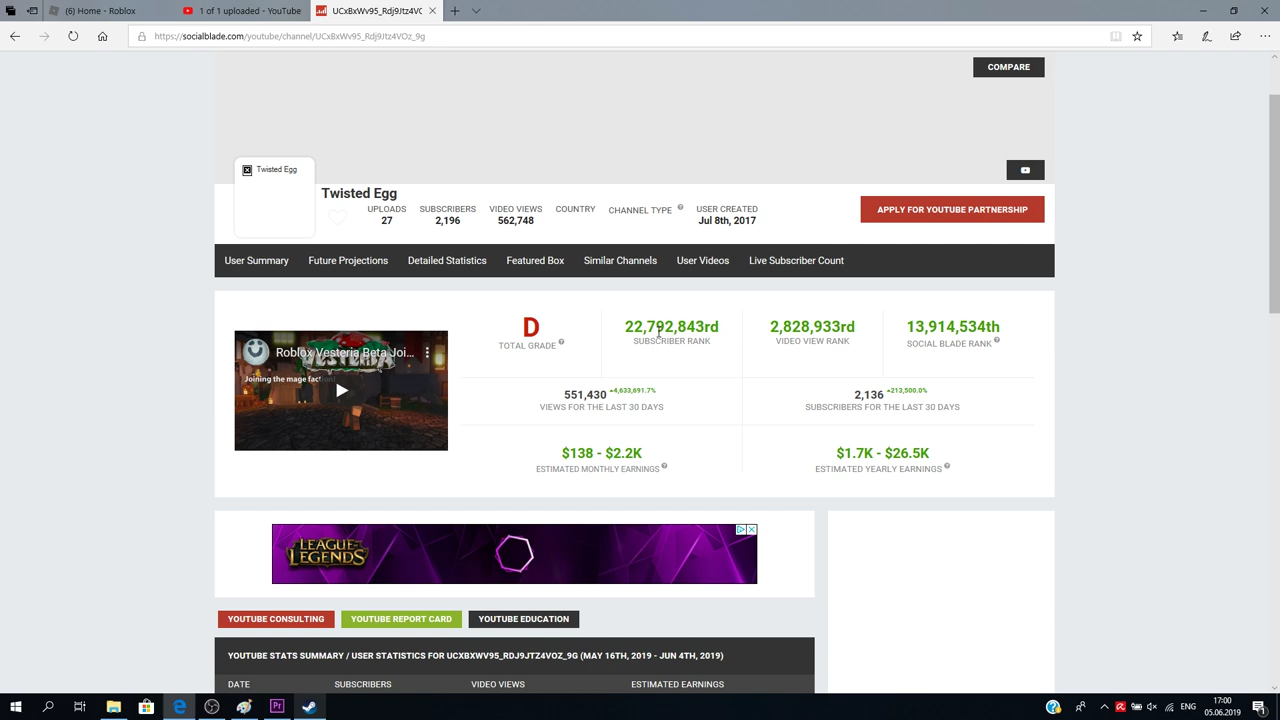 (6) Home - Roblox
1 of 1 uploaded - YouTube
UCxBxWv95_Rdj9Jtz4VO
https://socialblade.com/youtube/channel/UCxBxWv95_Rdj9Jtz4VOz_9g
COMPARE
Twisted Egg
Twisted Egg
UPLOADS SUBSCRIBERS VIDEO VIEWS COUNTRY CHANNEL TYPE USER CREATED
27 2,196 562,748 Jul 8th, 2017
APPLY FOR YOUTUBE PARTNERSHIP
User Summary Future Projections Detailed Statistics Featured Box Similar Channels User Videos Live Subscriber Count
D 22,792,843rd 2,828,933rd 13,914,534th
TOTAL GRADE SUBSCRIBER RANK VIDEO VIEW RANK SOCIAL BLADE RANK
Roblox Vesteria Beta Joi...
VESTERIA
Joining the mage faction
551,430 4,633,691.7% 2,136 213,500.0%
VIEWS FOR THE LAST 30 DAYS SUBSCRIBERS FOR THE LAST 30 DAYS
$138 - $2.2K $1.7K - $26.5K
ESTIMATED MONTHLY EARNINGS ESTIMATED YEARLY EARNINGS
LEAGUE of LEGENDS
YOUTUBE CONSULTING YOUTUBE REPORT CARD YOUTUBE EDUCATION
YOUTUBE STATS SUMMARY / USER STATISTICS FOR UCXBXWV95_RDJ9JTZ4VOZ_9G (MAY 16TH, 2019 - JUN 4TH, 2019)
DATE SUBSCRIBERS VIDEO VIEWS ESTIMATED EARNINGS
Pr
ENG
17:00
05.06.2019
1